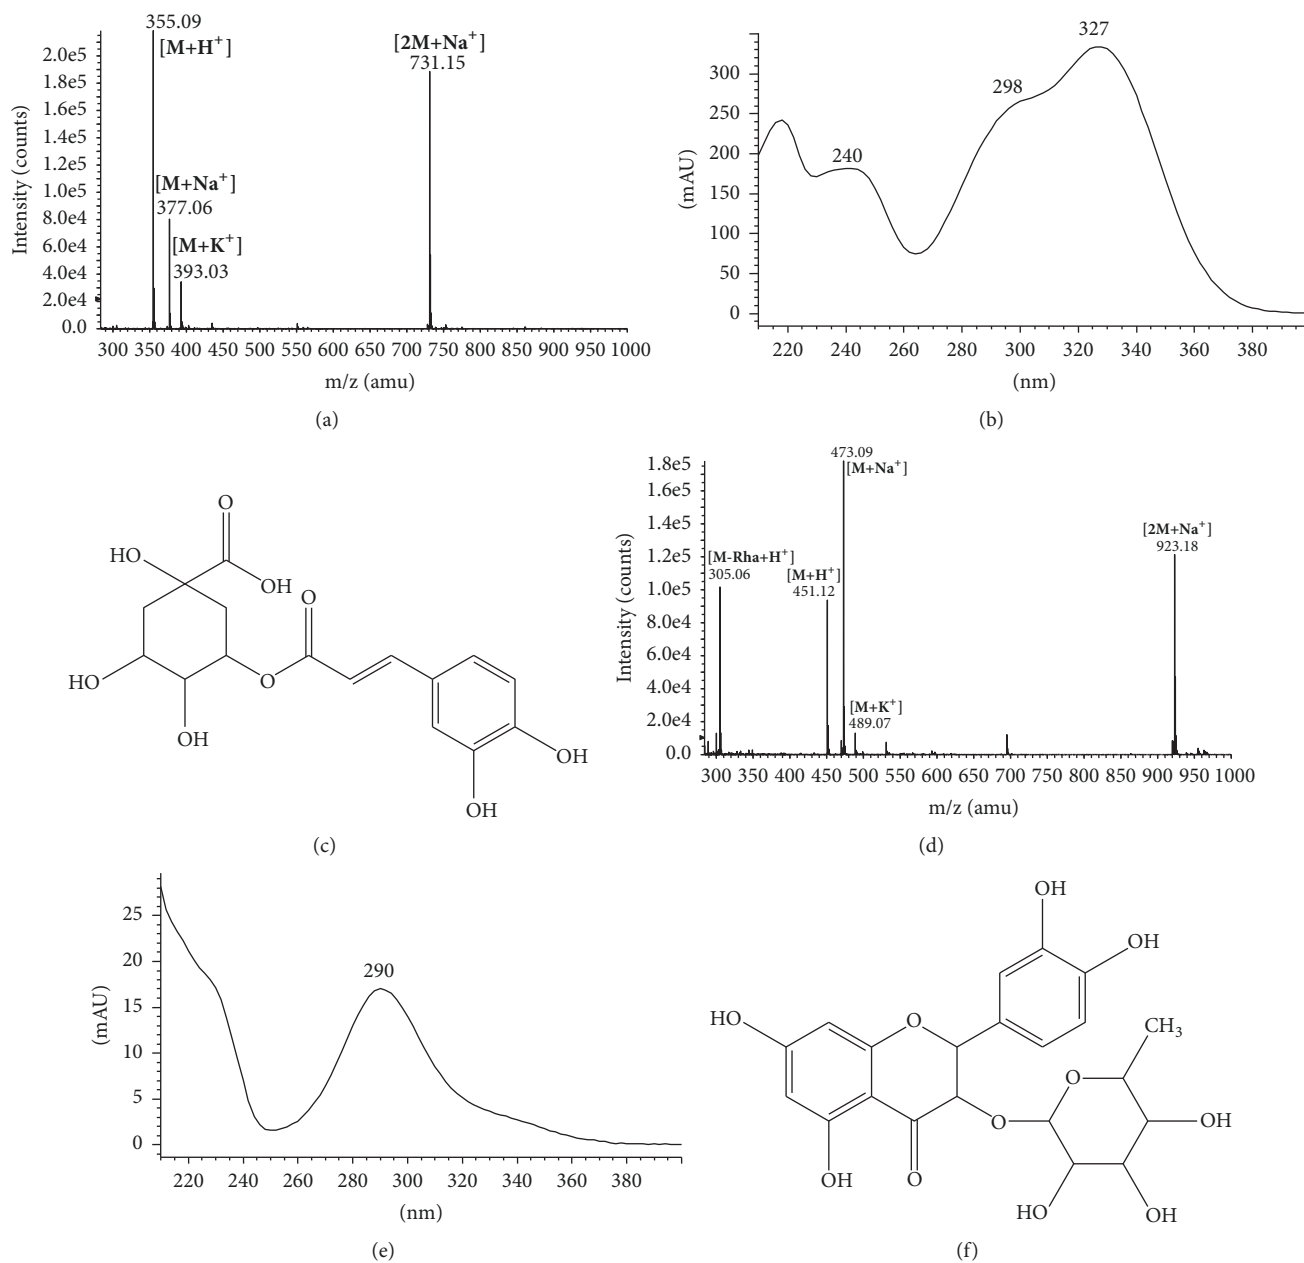 355.09
[M+H⁺]
[2M+Na⁺]
731.15
[M+Na⁺]
377.06
[M+K⁺]
393.03
2.0e5
1.8e5
1.6e5
1.4e5
1.2e5
1.0e5
8.0e4
6.0e4
4.0e4
2.0e4
0.0
Intensity (counts)
300 350 400 450 500 550 600 650 700 750 800 850 900 950 1000
m/z (amu)
(a)
327
298
240
300
250
200
150
100
50
0
(mAU)
220 240 260 280 300 320 340 360 380
(nm)
(b)
O
HO
OH
O
HO
O
OH
OH
OH
(c)
473.09
[M+Na⁺]
[2M+Na⁺]
923.18
[M-Rha+H⁺]
305.06
[M+H⁺]
451.12
[M+K⁺]
489.07
1.8e5
1.6e5
1.4e5
1.2e5
1.0e5
8.0e4
6.0e4
4.0e4
2.0e4
0.0
Intensity (counts)
300 350 400 450 500 550 600 650 700 750 800 850 900 950 1000
m/z (amu)
(d)
290
25
20
15
10
5
0
(mAU)
220 240 260 280 300 320 340 360 380
(nm)
(e)
OH
OH
HO
O
CH₃
O
O
OH
OH
O
HO
OH
(f)